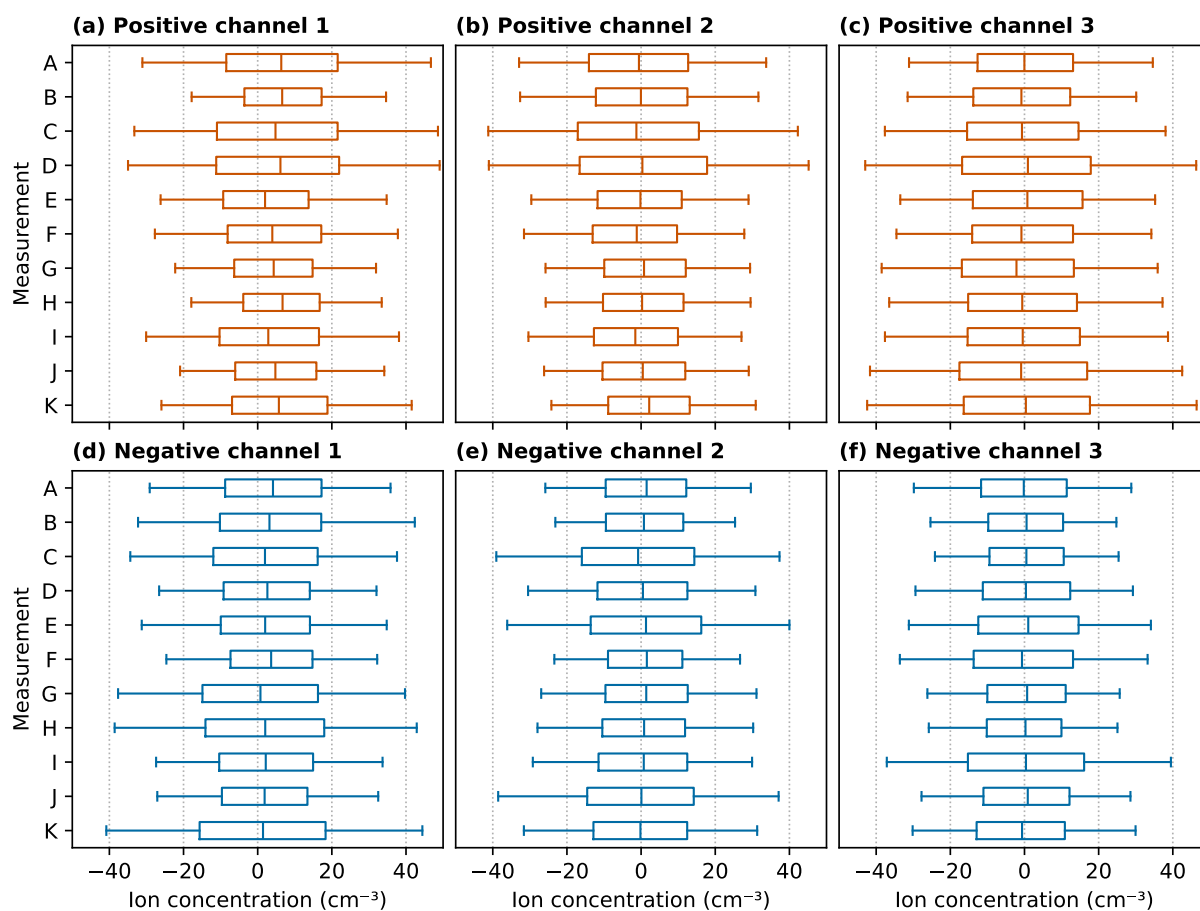 (a) Positive channel 1
(b) Positive channel 2
(c) Positive channel 3
Measurement
A
B
C
D
E
F
G
H
I
J
K
(d) Negative channel 1
(e) Negative channel 2
(f) Negative channel 3
Measurement
A
B
C
D
E
F
G
H
I
J
K
−40 −20 0 20 40
−40 −20 0 20 40
−40 −20 0 20 40
Ion concentration (cm⁻³)
Ion concentration (cm⁻³)
Ion concentration (cm⁻³)